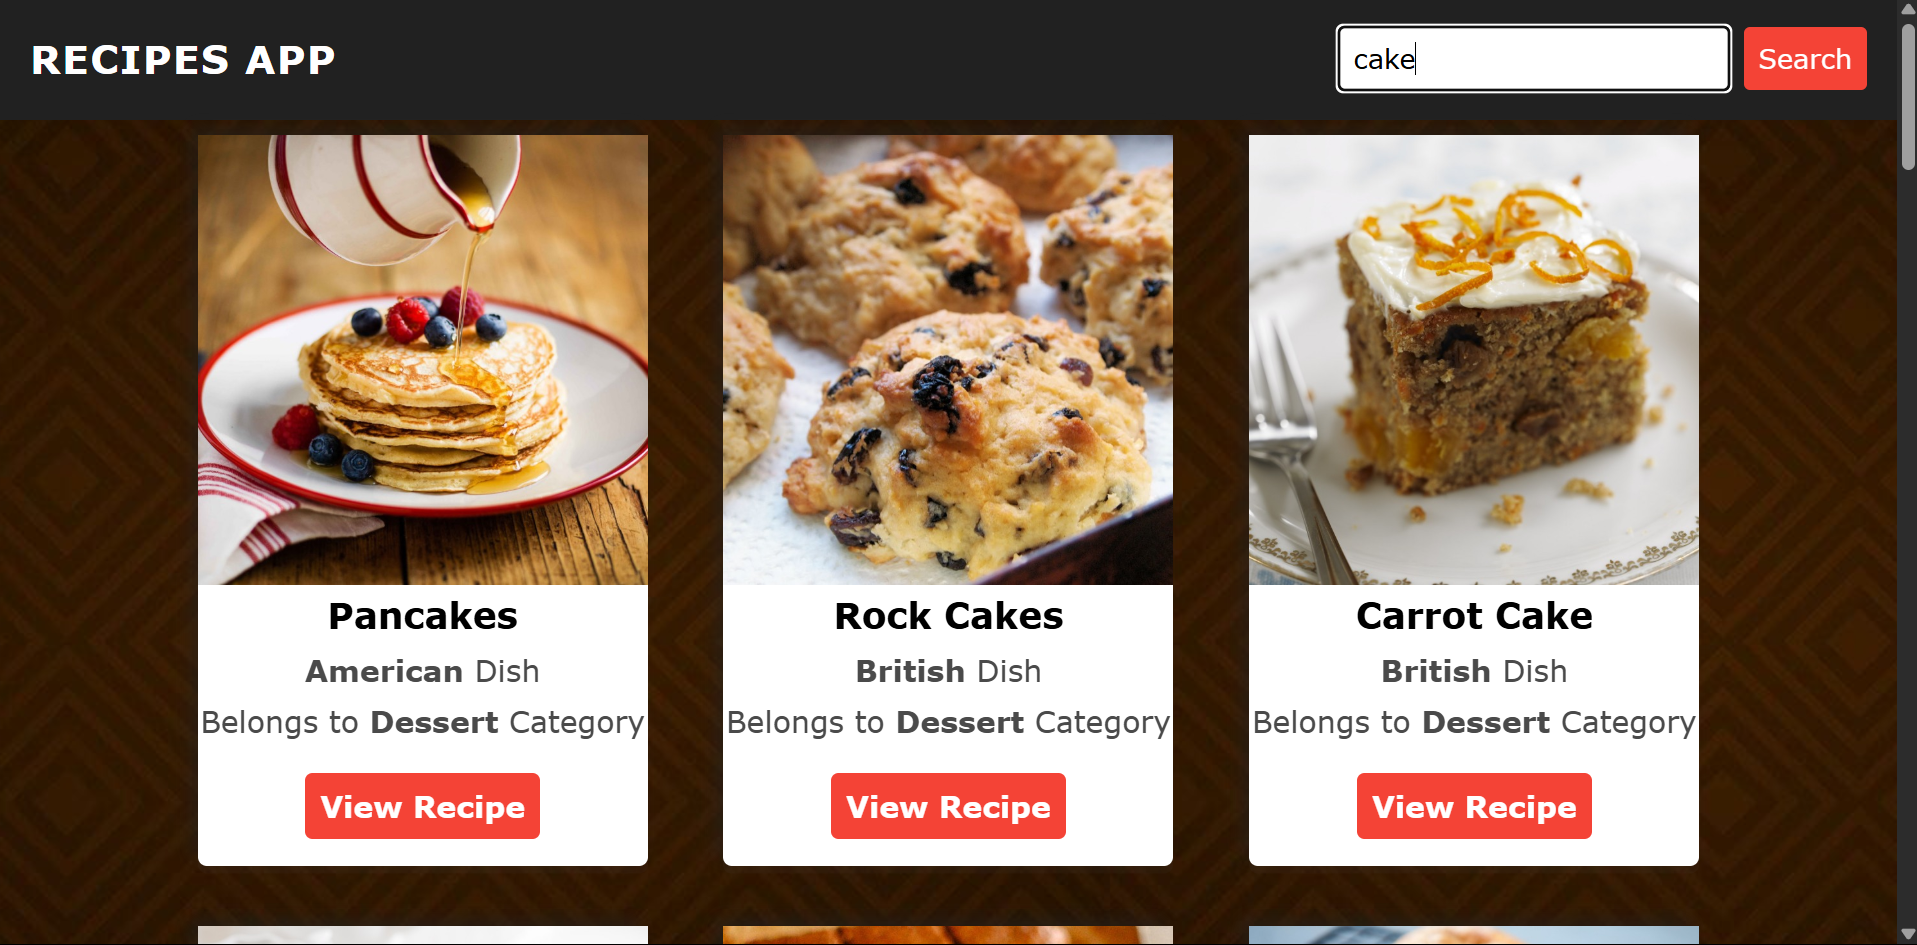 RECIPES APP
cake
Search
Pancakes
American Dish
Belongs to Dessert Category
View Recipe
Rock Cakes
British Dish
Belongs to Dessert Category
View Recipe
Carrot Cake
British Dish
Belongs to Dessert Category
View Recipe